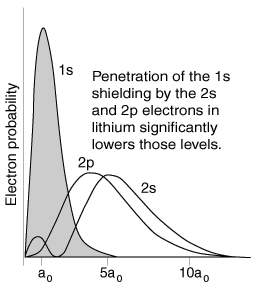 1s
Penetration of the 1s
shielding by the 2s
and 2p electrons in
lithium significantly
lowers those levels.
Electron probability
2p
2s
a₀ 5a₀ 10a₀